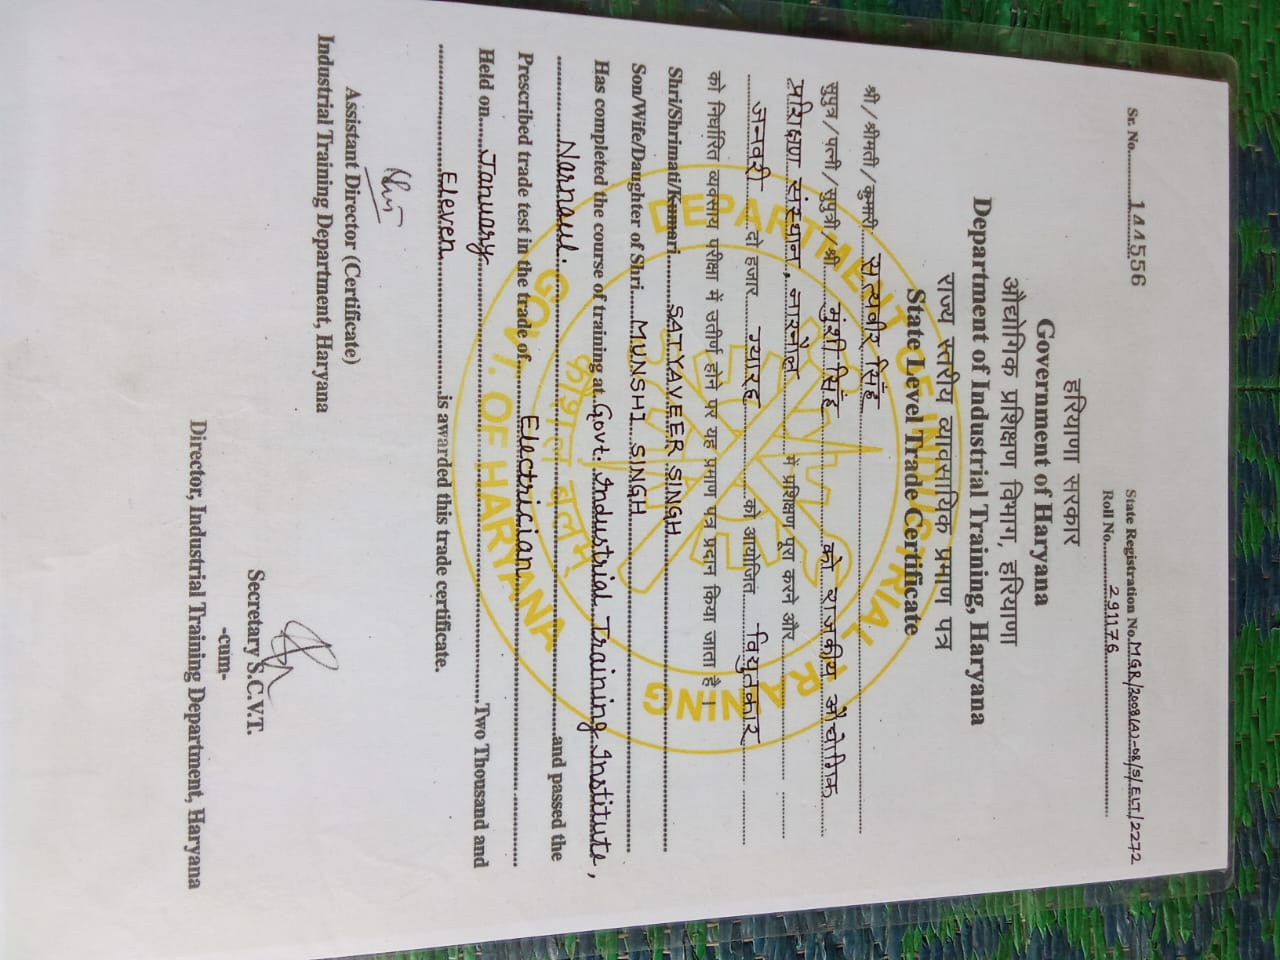 Sr. No. 144556
State Registration No. MGR/2008(A)-08/S/ELT/2272
Roll No. 291176
हरियाणा सरकार
Government of Haryana
औद्योगिक प्रशिक्षण विभाग, हरियाणा
Department of Industrial Training, Haryana
राज्य स्तरीय व्यावसायिक प्रमाण पत्र
State Level Trade Certificate
श्री / श्रीमती / कुमारी सत्यवीर सिंह
सुपुत्र / पत्नी / सुपुत्री / श्री मुंशी सिंह को राजकीय औद्योगिक
प्रशिक्षण संस्थान, नारनौल में प्रशिक्षण पूरा करने और
जनवरी दो हजार ग्यारह को आयोजित विद्युतकार
को निर्धारित व्यवसाय परीक्षा में उतीर्ण होने पर यह प्रमाण पत्र प्रदान किया जाता है।
Shri/Shrimati/Kumari SATYAVEER SINGH
Son/Wife/Daughter of Shri MUNSHI SINGH
Has completed the course of training at Govt. Industrial Training Institute,
Narnaul. and passed the
Prescribed trade test in the trade of Electrician
Held on January Two Thousand and
Eleven is awarded this trade certificate.
Assistant Director (Certificate)
Industrial Training Department, Haryana
Secretary S.C.V.T.
-cum-
Director, Industrial Training Department, Haryana
DEPARTMENT OF INDUSTRIAL TRAINING
GOVT. OF HARYANA
कौशल बलम